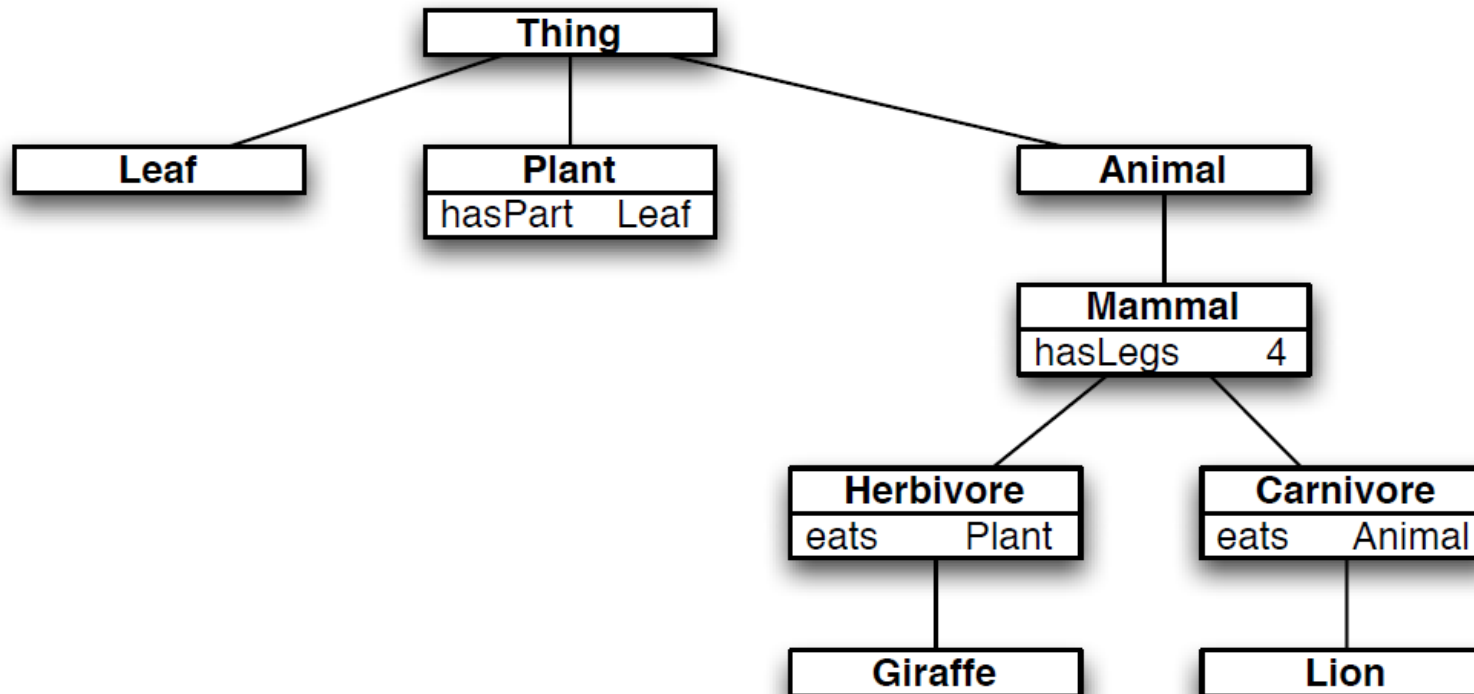 Thing
Leaf
Plant
Animal
hasPart Leaf
Mammal
hasLegs 4
Herbivore
Carnivore
eats Plant
eats Animal
Giraffe
Lion